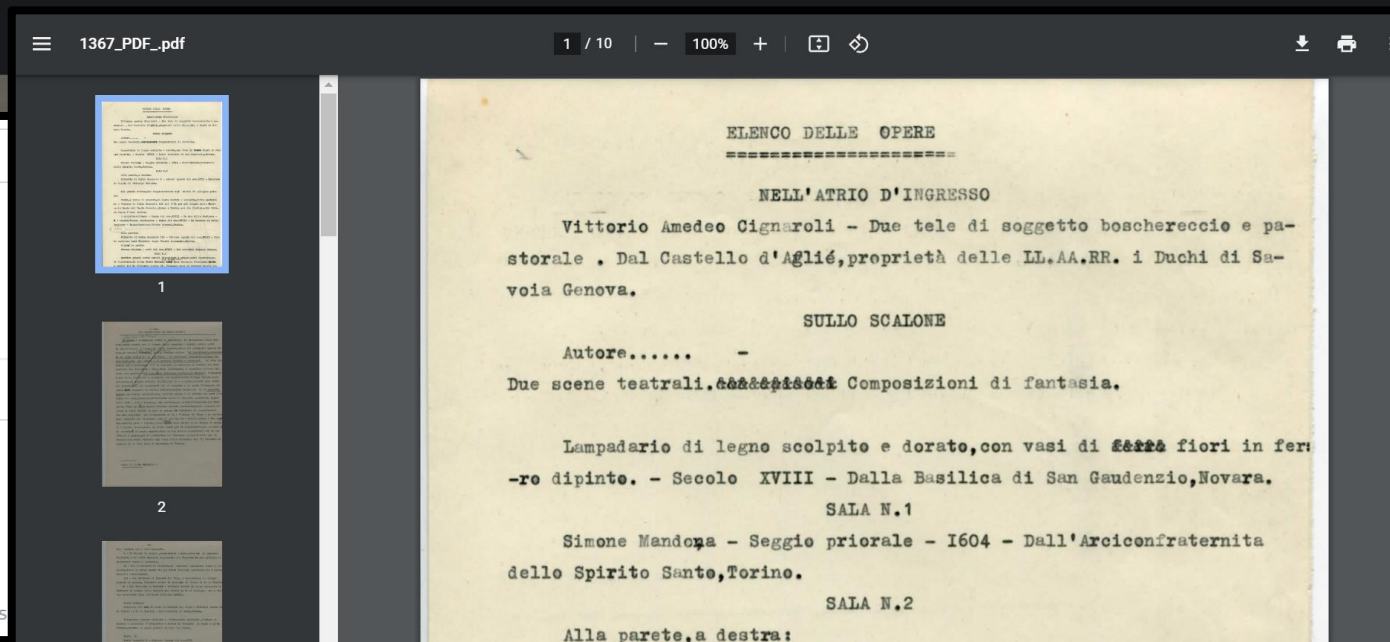 1367_PDF_.pdf
1 / 10
100%
1
2
ELENCO DELLE OPERE
=====================
NELL'ATRIO D'INGRESSO
Vittorio Amedeo Cignaroli - Due tele di soggetto boschereccio e pa-
storale . Dal Castello d'Aglié,proprietà delle LL.AA.RR. i Duchi di Sa-
voia Genova.
SULLO SCALONE
Autore...... -
Due scene teatrali. Composizioni di fantasia.
Lampadario di legno scolpito e dorato,con vasi di fiori in fer
-ro dipinto. - Secolo XVIII - Dalla Basilica di San Gaudenzio,Novara.
SALA N.1
Simone Mandona - Seggio priorale - I604 - Dall'Arciconfraternita
dello Spirito Santo,Torino.
SALA N.2
Alla parete,a destra: